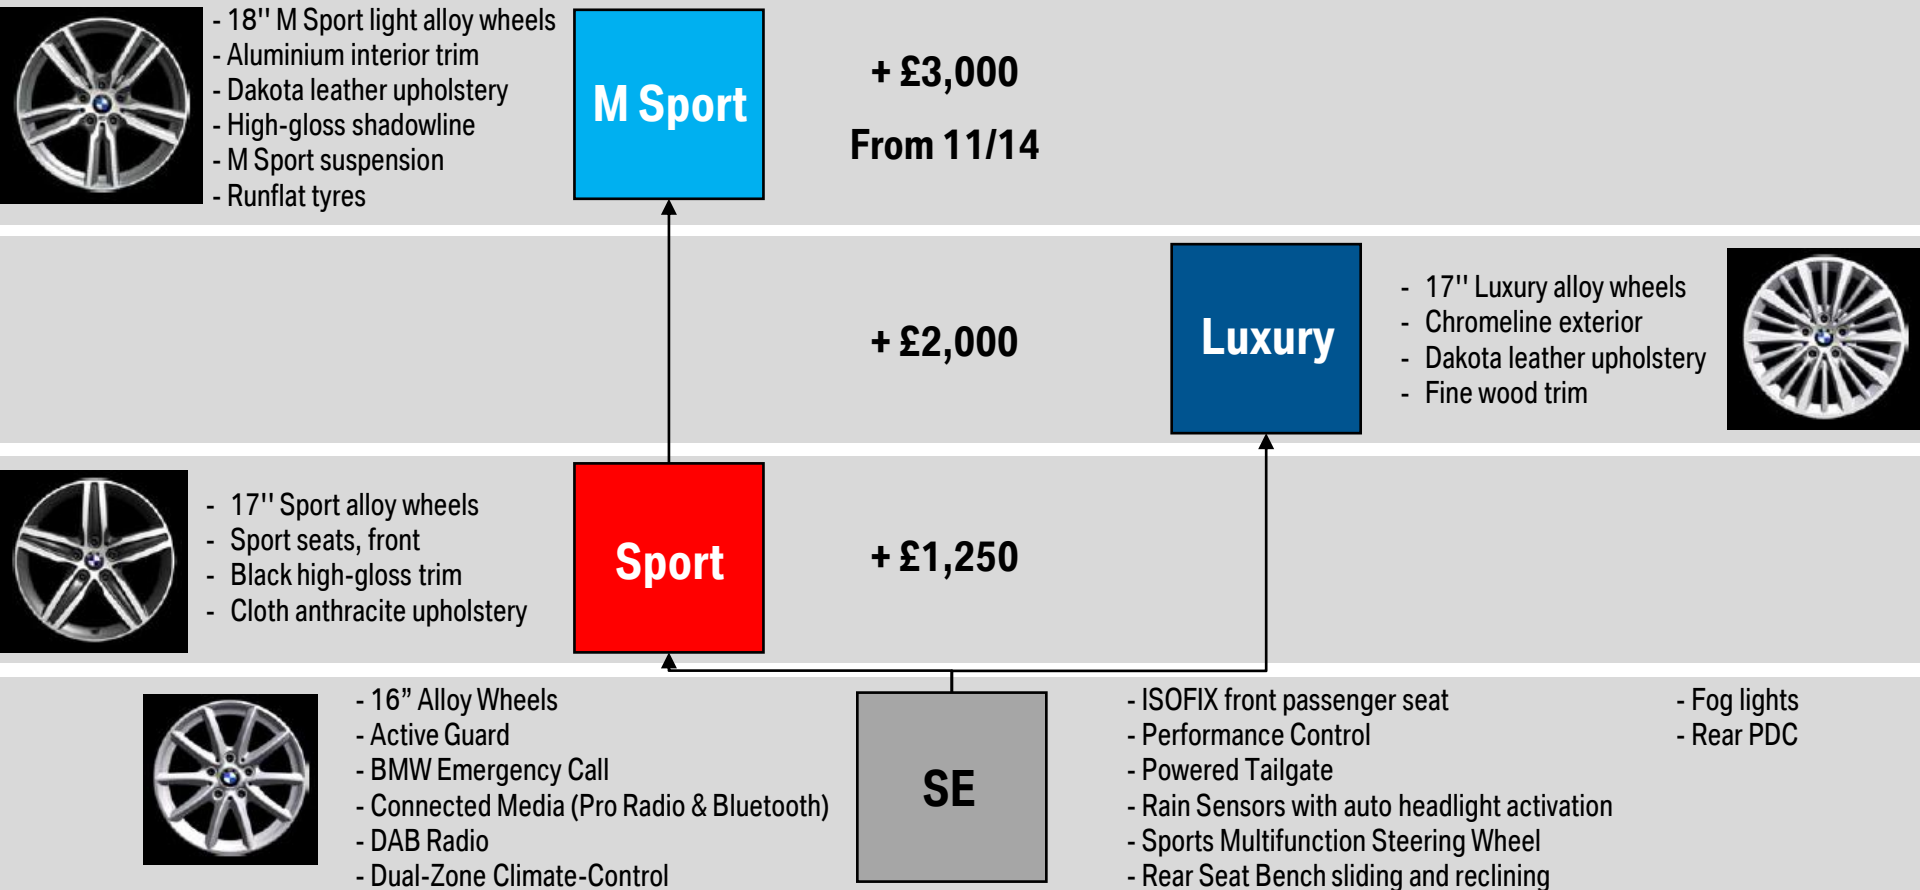 - 18'' M Sport light alloy wheels
- Aluminium interior trim
- Dakota leather upholstery
- High-gloss shadowline
- M Sport suspension
- Runflat tyres
M Sport
+ £3,000
From 11/14
+ £2,000
Luxury
- 17'' Luxury alloy wheels
- Chromeline exterior
- Dakota leather upholstery
- Fine wood trim
- 17'' Sport alloy wheels
- Sport seats, front
- Black high-gloss trim
- Cloth anthracite upholstery
Sport
+ £1,250
- 16” Alloy Wheels
- Active Guard
- BMW Emergency Call
- Connected Media (Pro Radio & Bluetooth)
- DAB Radio
- Dual-Zone Climate-Control
SE
- ISOFIX front passenger seat
- Performance Control
- Powered Tailgate
- Rain Sensors with auto headlight activation
- Sports Multifunction Steering Wheel
- Rear Seat Bench sliding and reclining
- Fog lights
- Rear PDC